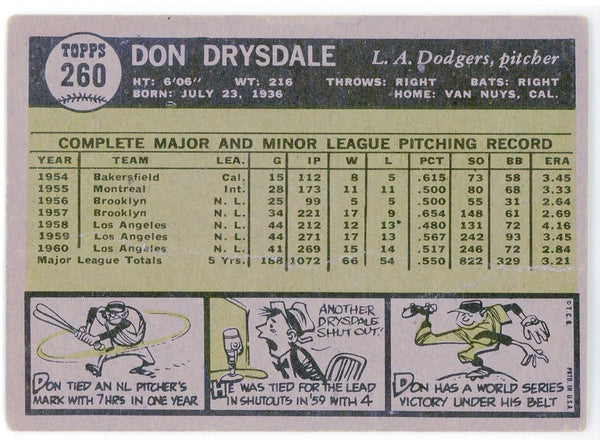 TOPPS
260
DON DRYSDALE L. A. Dodgers, pitcher
HT: 6'06" WT: 216 THROWS: RIGHT BATS: RIGHT
BORN: JULY 23, 1936 HOME: VAN NUYS, CAL.
COMPLETE MAJOR AND MINOR LEAGUE PITCHING RECORD
YEAR TEAM LEA. G IP W L PCT SO BB ERA
1954 Bakersfield Cal. 15 112 8 5 .615 73 58 3.45
1955 Montreal Int. 28 173 11 11 .500 80 68 3.33
1956 Brooklyn N. L. 25 99 5 5 .500 55 31 2.64
1957 Brooklyn N. L. 34 221 17 9 .654 148 61 2.69
1958 Los Angeles N. L. 44 212 12 13 .480 131 72 4.16
1959 Los Angeles N. L. 44 271 17 13 .567 242 93 3.45
1960 Los Angeles N. L. 41 269 15 14 .517 246 72 2.84
Major League Totals 5 Yrs. 188 1072 66 54 .550 822 329 3.21
DON TIED AN NL PITCHER'S
MARK WITH 7 HRS IN ONE YEAR
ANOTHER
DRYSDALE
SHUT OUT!
HE WAS TIED FOR THE LEAD
IN SHUTOUTS IN '59 WITH 4
DON HAS A WORLD SERIES
VICTORY UNDER HIS BELT
© T.C.G. PRTD. IN U.S.A.